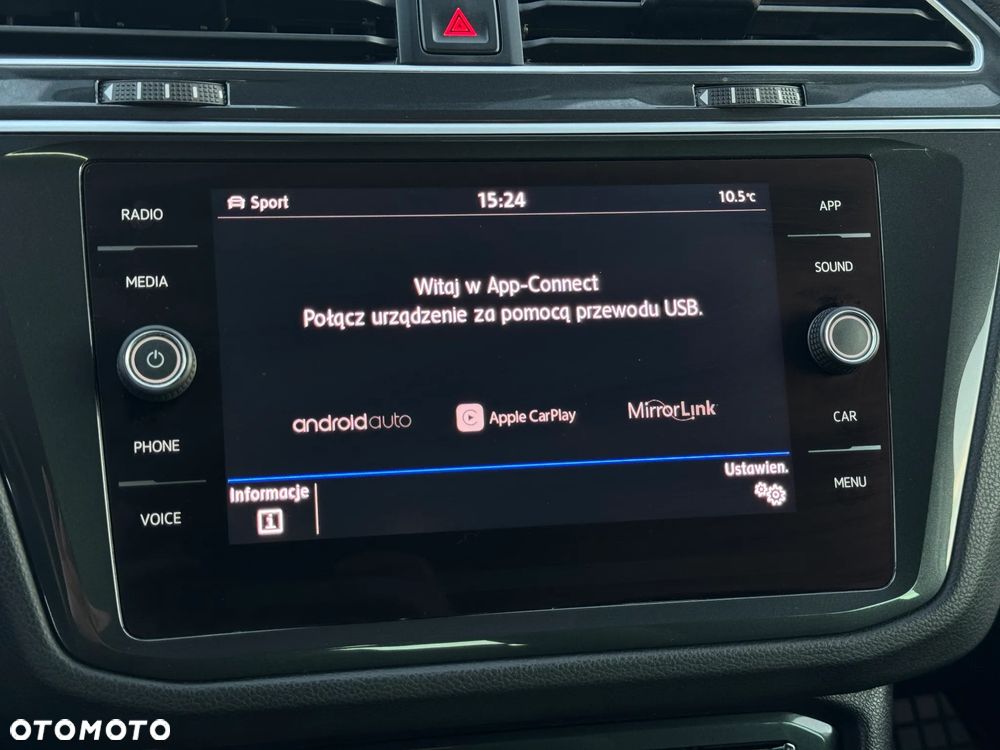 Sport
15:24
10.5°C
RADIO
MEDIA
PHONE
VOICE
Witaj w App-Connect
Połącz urządzenie za pomocą przewodu USB.
androidauto
Apple CarPlay
MirrorLink
Informacje
i
Ustawien.
APP
SOUND
CAR
MENU
OTOMOTO